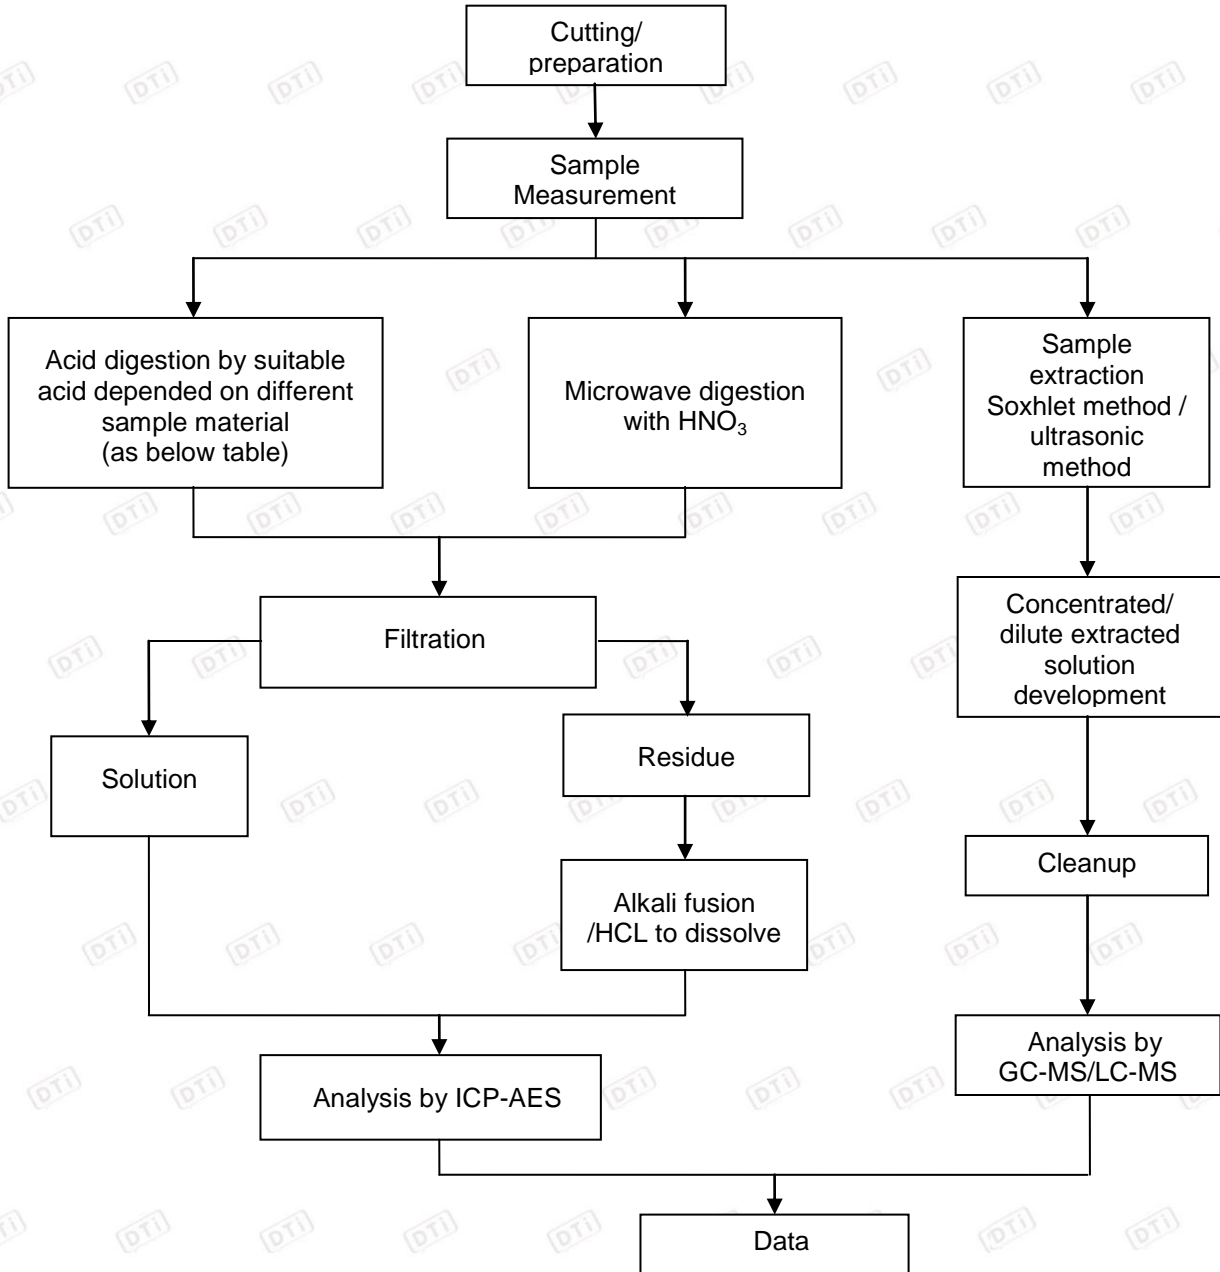 Cutting/
preparation
Sample
Measurement
Acid digestion by suitable
acid depended on different
sample material
(as below table)
Microwave digestion
with HNO₃
Sample
extraction
Soxhlet method /
ultrasonic
method
Filtration
Concentrated/
dilute extracted
solution
development
Solution
Residue
Cleanup
Alkali fusion
/HCL to dissolve
Analysis by ICP-AES
Analysis by
GC-MS/LC-MS
Data
DTi